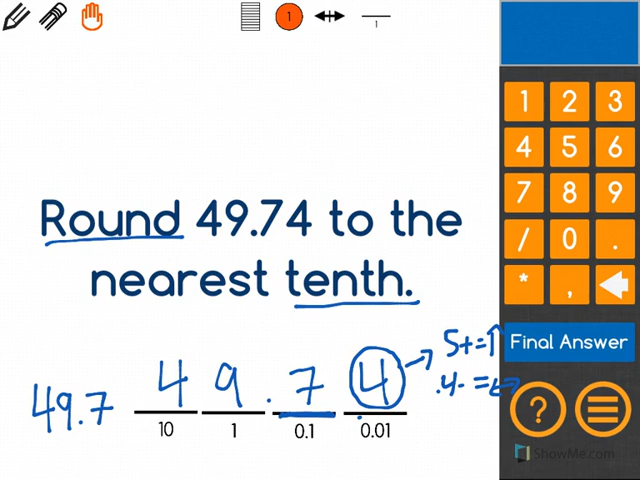 1
1
Round 49.74 to the
nearest tenth.
1 2 3
4 5 6
7 8 9
/ 0 .
* ,
Final Answer
?
5+=↑
49.7
4 9 . 7 4
10 1 0.1 0.01
ShowMe.com